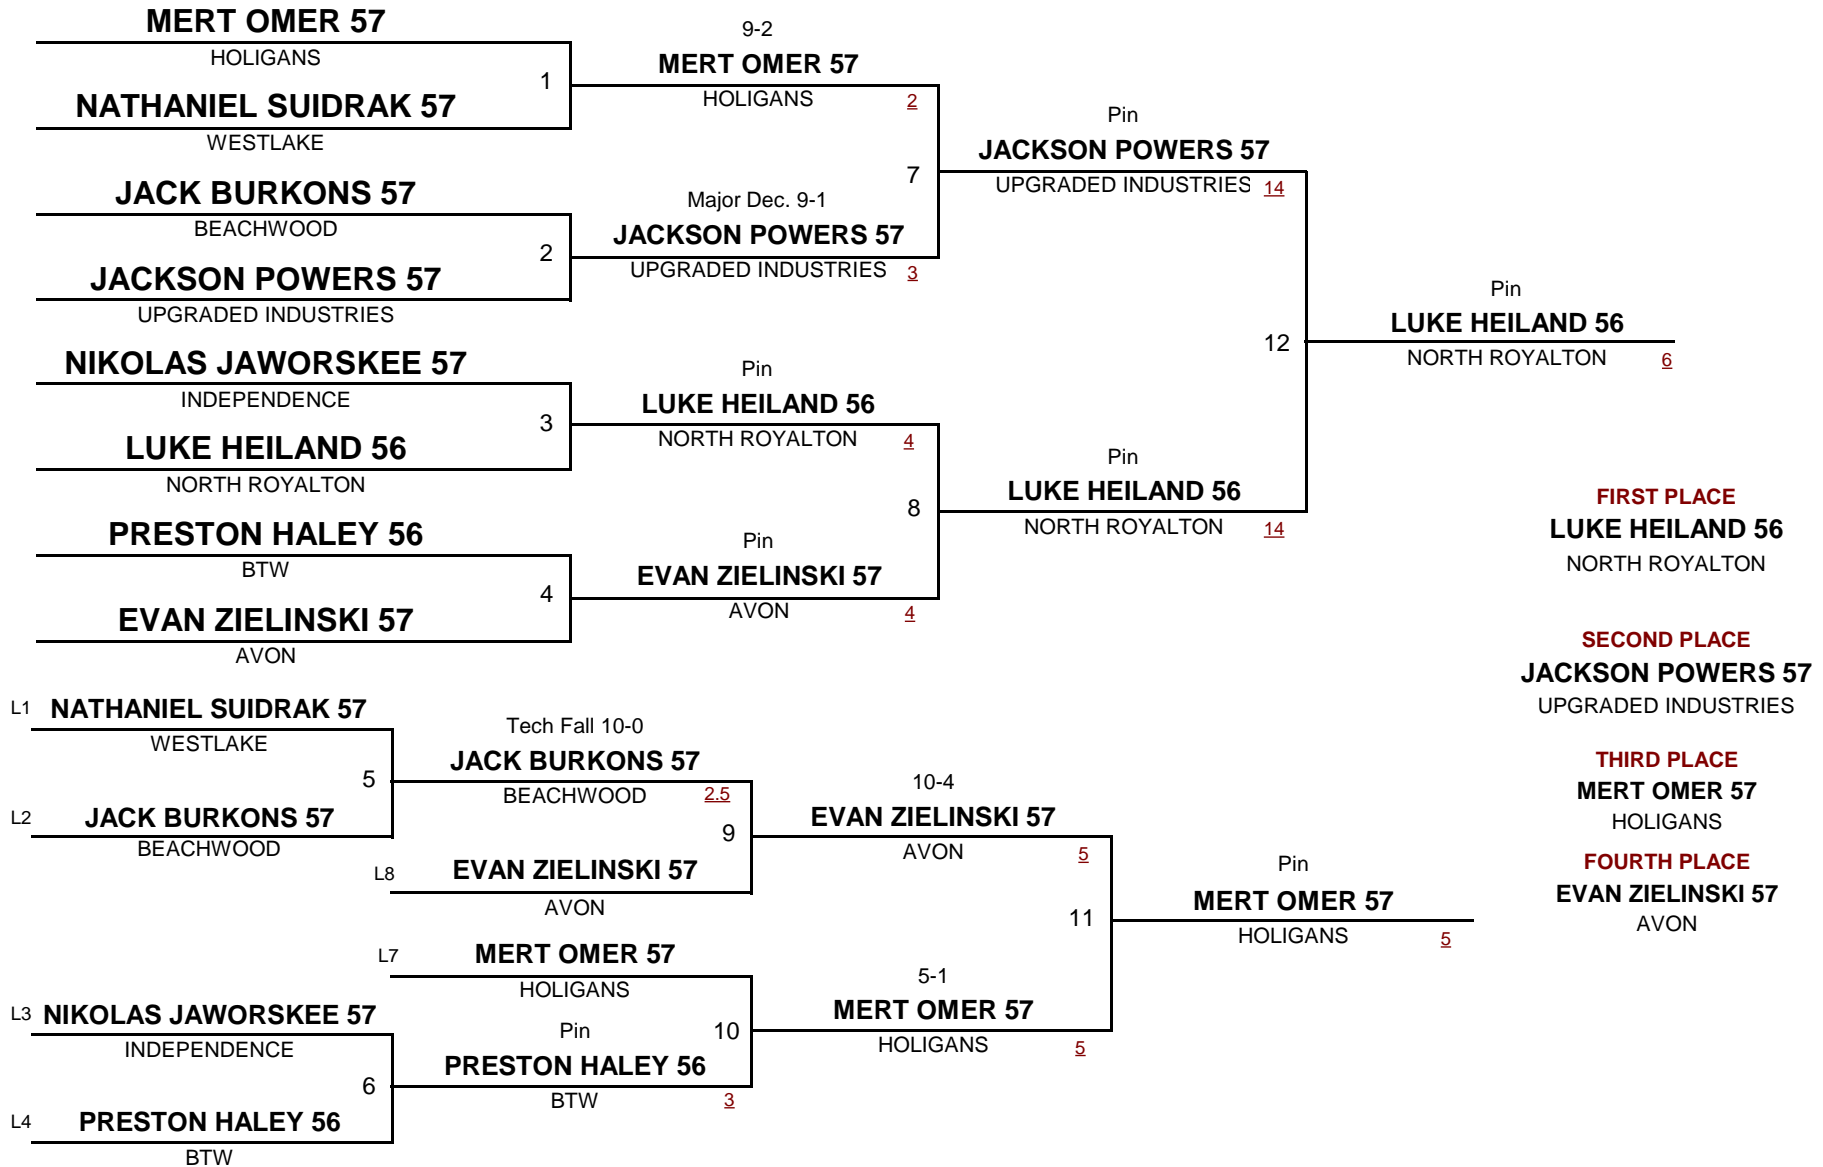 MERT OMER 57
HOLIGANS
1
NATHANIEL SUIDRAK 57
WESTLAKE
9-2
MERT OMER 57
HOLIGANS 2
JACK BURKONS 57
BEACHWOOD
2
JACKSON POWERS 57
UPGRADED INDUSTRIES
Major Dec. 9-1
JACKSON POWERS 57
UPGRADED INDUSTRIES 3
7
Pin
JACKSON POWERS 57
UPGRADED INDUSTRIES 14
NIKOLAS JAWORSKEE 57
INDEPENDENCE
3
LUKE HEILAND 56
NORTH ROYALTON
Pin
LUKE HEILAND 56
NORTH ROYALTON 4
PRESTON HALEY 56
BTW
4
EVAN ZIELINSKI 57
AVON
Pin
EVAN ZIELINSKI 57
AVON 4
8
Pin
LUKE HEILAND 56
NORTH ROYALTON 14
12
Pin
LUKE HEILAND 56
NORTH ROYALTON 6
FIRST PLACE
LUKE HEILAND 56
NORTH ROYALTON
SECOND PLACE
JACKSON POWERS 57
UPGRADED INDUSTRIES
THIRD PLACE
MERT OMER 57
HOLIGANS
FOURTH PLACE
EVAN ZIELINSKI 57
AVON
L1 NATHANIEL SUIDRAK 57
WESTLAKE
5
L2 JACK BURKONS 57
BEACHWOOD
Tech Fall 10-0
JACK BURKONS 57
BEACHWOOD 2.5
9
L8 EVAN ZIELINSKI 57
AVON
10-4
EVAN ZIELINSKI 57
AVON 5
L7 MERT OMER 57
HOLIGANS
10
L3 NIKOLAS JAWORSKEE 57
INDEPENDENCE
6
L4 PRESTON HALEY 56
BTW
Pin
PRESTON HALEY 56
BTW 3
5-1
MERT OMER 57
HOLIGANS 5
11
Pin
MERT OMER 57
HOLIGANS 5